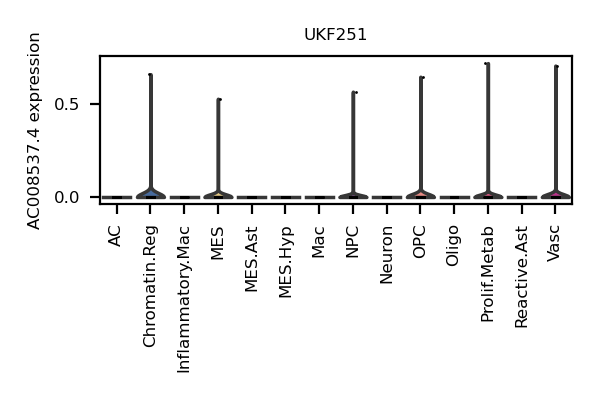 UKF251
AC008537.4 expression
0.5
0.0
AC
Chromatin.Reg
Inflammatory.Mac
MES
MES.Ast
MES.Hyp
Mac
NPC
Neuron
OPC
Oligo
Prolif.Metab
Reactive.Ast
Vasc